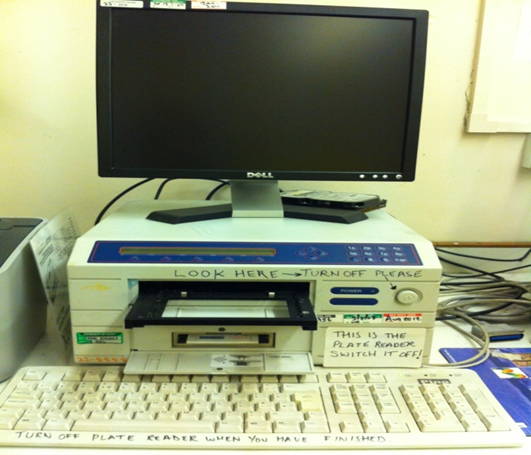 DELL
LOOK HERE → TURN OFF PLEASE
POWER
THIS IS THE
PLATE READER
SWITCH IT OFF!
TURN OFF PLATE READER WHEN YOU HAVE FINISHED